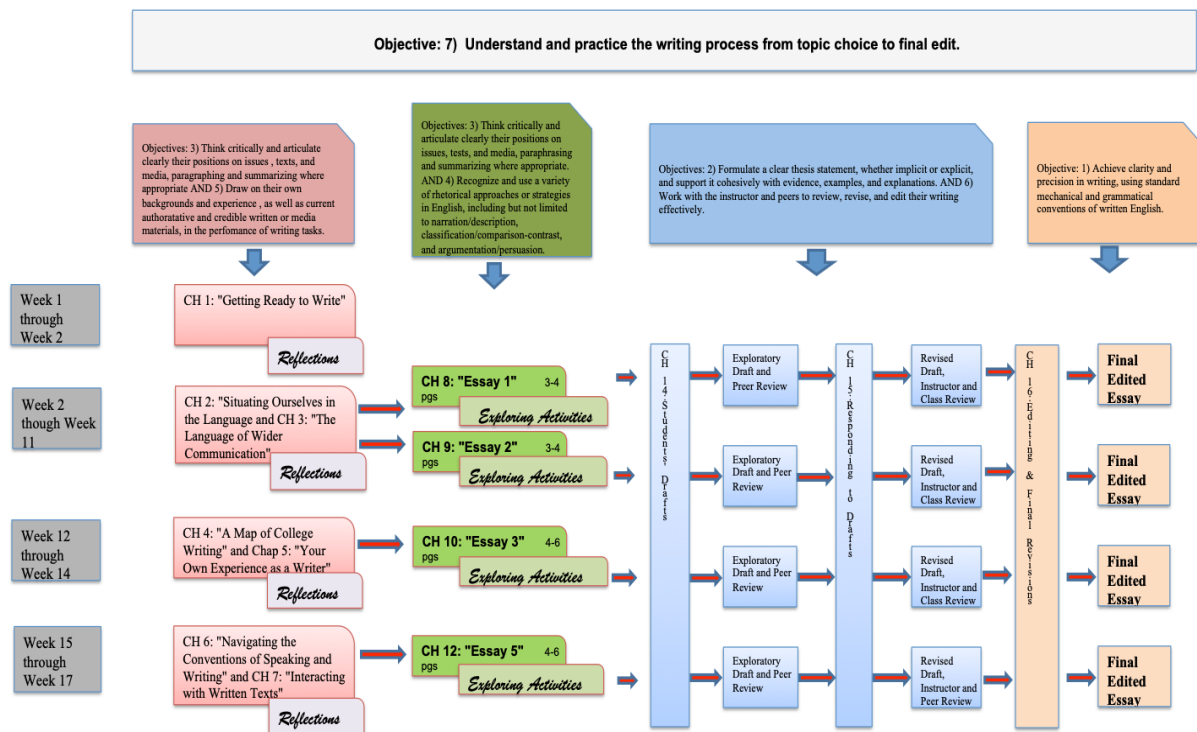 Objective: 7) Understand and practice the writing process from topic choice to final edit.
Objectives: 3) Think critically and articulate
clearly their positions on issues , texts, and
media, paragraphing and summarizing where
appropriate AND 5) Draw on their own
backgrounds and experience , as well as current
authoratative and credible written or media
materials, in the perfomance of writing tasks.
Objectives: 3) Think critically and
articulate clearly their positions on
issues, tests, and media, paraphrasing
and summarizing where appropriate.
AND 4) Recognize and use a variety
of rhetorical approaches or strategies
in English, including but not limited
to narration/description,
classification/comparison-contrast,
and argumentation/persuasion.
Objectives: 2) Formulate a clear thesis statement, whether implicit or explicit,
and support it cohesively with evidence, examples, and explanations. AND 6)
Work with the instructor and peers to review, revise, and edit their writing
effectively.
Objective: 1) Achieve clarity and
precision in writing, using standard
mechanical and grammatical
conventions of written English.
Week 1
through
Week 2
CH 1: "Getting Ready to Write"
Reflections
Week 2
though Week
11
CH 2: "Situating Ourselves in
the Language and CH 3: "The
Language of Wider
Communication"
Reflections
CH 8: "Essay 1" 3-4
pgs
Exploring Activities
CH 9: "Essay 2" 3-4
pgs
Exploring Activities
Week 12
through
Week 14
CH 4: "A Map of College
Writing" and Chap 5: "Your
Own Experience as a Writer"
Reflections
CH 10: "Essay 3" 4-6
pgs
Exploring Activities
Week 15
through
Week 17
CH 6: "Navigating the
Conventions of Speaking and
Writing" and CH 7: "Interacting
with Written Texts"
Reflections
CH 12: "Essay 5" 4-6
pgs
Exploring Activities
CH 14: Students' Drafts
Exploratory
Draft and
Peer Review
Exploratory
Draft and Peer
Review
Exploratory
Draft and Peer
Review
Exploratory
Draft and Peer
Review
CH 15: Responding to Drafts
Revised
Draft,
Instructor and
Class Review
Revised
Draft,
Instructor and
Class Review
Revised
Draft,
Instructor and
Class Review
Revised
Draft,
Instructor and
Peer Review
CH 16: Editing & Final Revisions
Final
Edited
Essay
Final
Edited
Essay
Final
Edited
Essay
Final
Edited
Essay